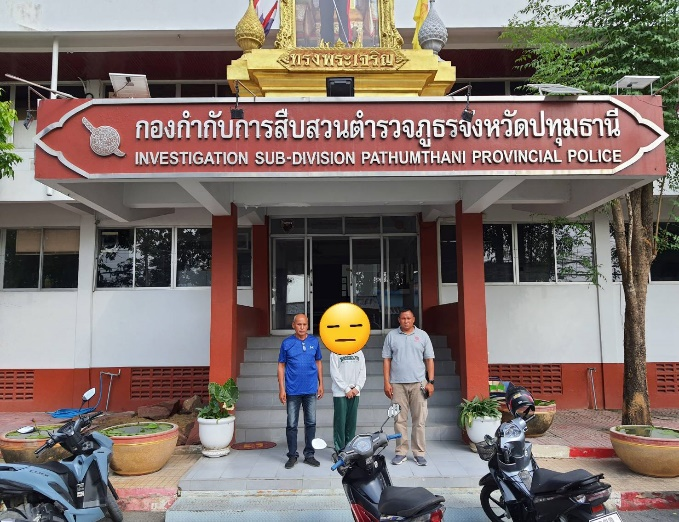 ทรงพระเจริญ
กองกำกับการสืบสวนตำรวจภูธรจังหวัดปทุมธานี
INVESTIGATION SUB-DIVISION PATHUMTHANI PROVINCIAL POLICE